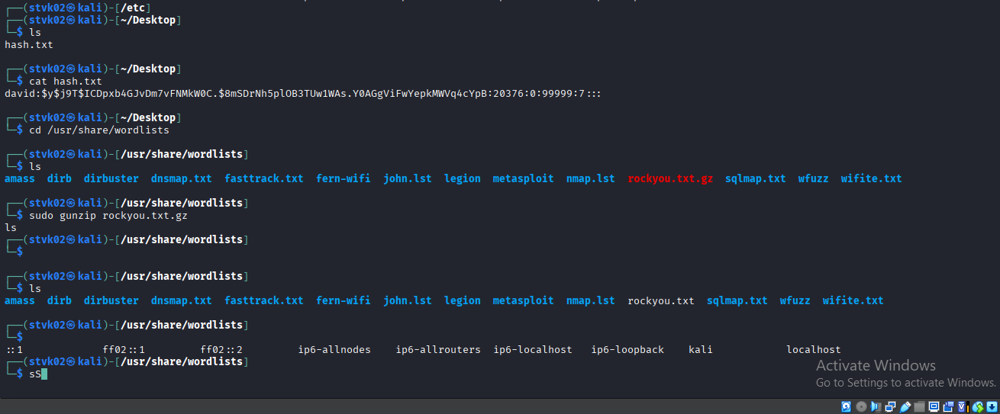 ┌──(stvk02㉿kali)-[/etc]
┌──(stvk02㉿kali)-[~/Desktop]
└─$ ls
hash.txt
┌──(stvk02㉿kali)-[~/Desktop]
└─$ cat hash.txt
david:$y$j9T$ICDpxb4GJvDm7vFNMkW0C.$8mSDrNh5plOB3TUw1WAs.Y0AGgViFwYepkMWVq4cYpB:20376:0:99999:7:::
┌──(stvk02㉿kali)-[~/Desktop]
└─$ cd /usr/share/wordlists
┌──(stvk02㉿kali)-[/usr/share/wordlists]
└─$ ls
amass dirb dirbuster dnsmap.txt fasttrack.txt fern-wifi john.lst legion metasploit nmap.lst rockyou.txt.gz sqlmap.txt wfuzz wifite.txt
┌──(stvk02㉿kali)-[/usr/share/wordlists]
└─$ sudo gunzip rockyou.txt.gz
ls
┌──(stvk02㉿kali)-[/usr/share/wordlists]
└─$
┌──(stvk02㉿kali)-[/usr/share/wordlists]
└─$ ls
amass dirb dirbuster dnsmap.txt fasttrack.txt fern-wifi john.lst legion metasploit nmap.lst rockyou.txt sqlmap.txt wfuzz wifite.txt
┌──(stvk02㉿kali)-[/usr/share/wordlists]
└─$
::1 ff02::1 ff02::2 ip6-allnodes ip6-allrouters ip6-localhost ip6-loopback kali localhost
┌──(stvk02㉿kali)-[/usr/share/wordlists]
└─$ sS
Activate Windows
Go to Settings to activate Windows.